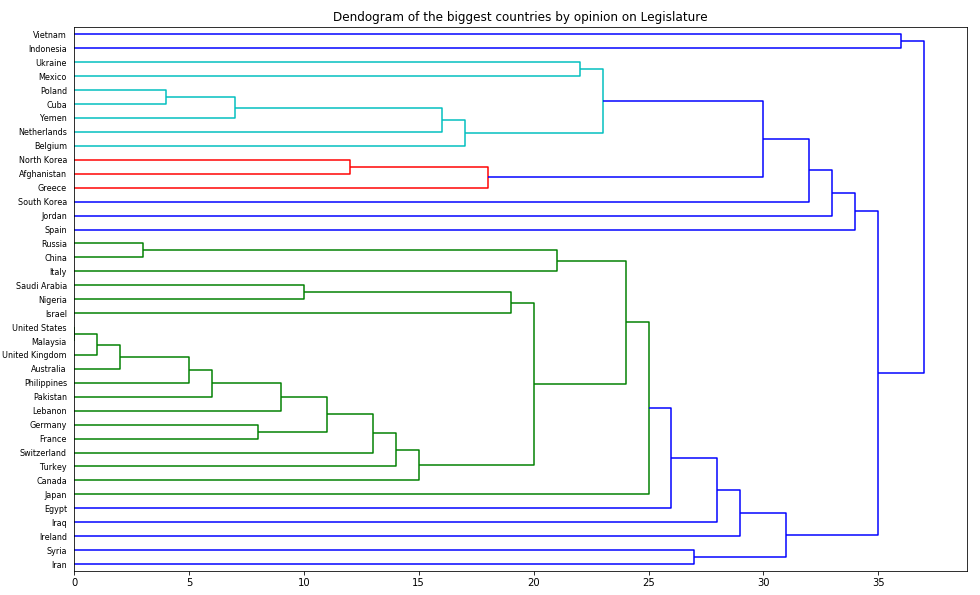 Dendogram of the biggest countries by opinion on Legislature
Vietnam
Indonesia
Ukraine
Mexico
Poland
Cuba
Yemen
Netherlands
Belgium
North Korea
Afghanistan
Greece
South Korea
Jordan
Spain
Russia
China
Italy
Saudi Arabia
Nigeria
Israel
United States
Malaysia
United Kingdom
Australia
Philippines
Pakistan
Lebanon
Germany
France
Switzerland
Turkey
Canada
Japan
Egypt
Iraq
Ireland
Syria
Iran
0 5 10 15 20 25 30 35